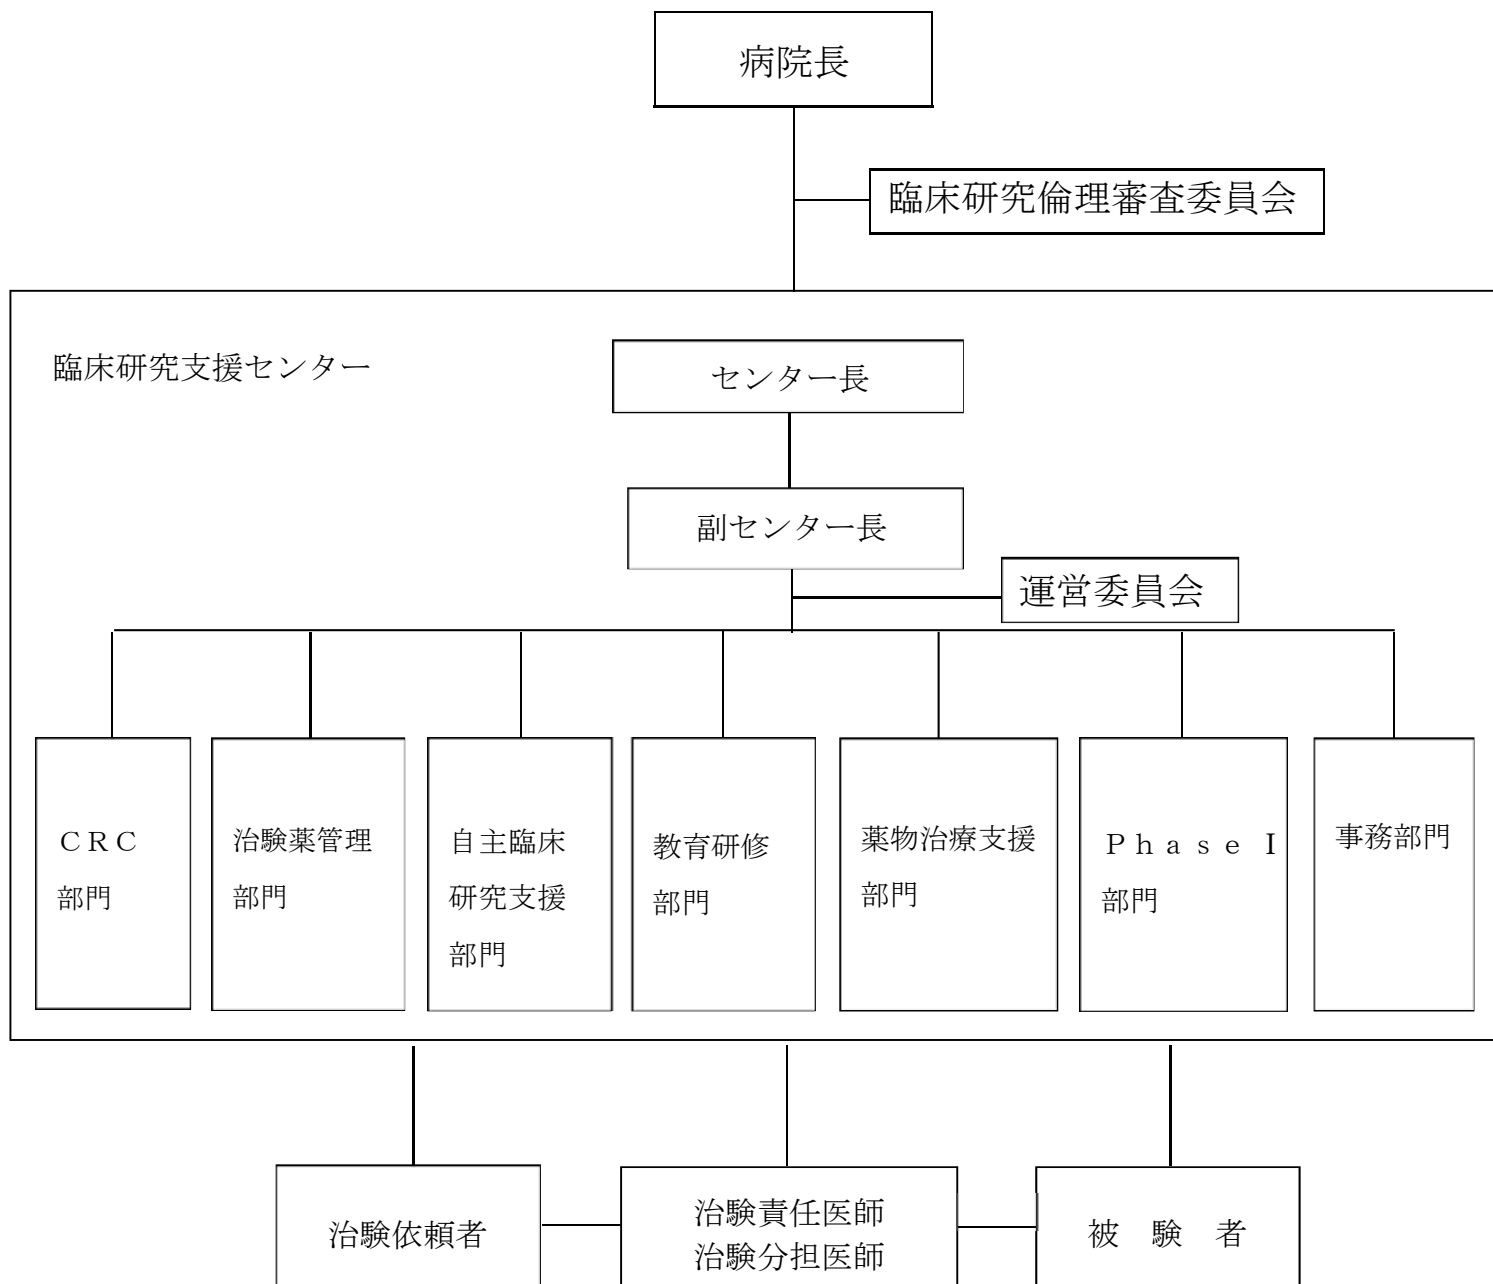 病院長
臨床研究倫理審査委員会
臨床研究支援センター
センター長
副センター長
運営委員会
ＣＲＣ
部門
治験薬管理
部門
自主臨床
研究支援
部門
教育研修
部門
薬物治療支援
部門
Ｐｈａｓｅ Ⅰ
部門
事務部門
治験依頼者
治験責任医師
治験分担医師
被　験　者